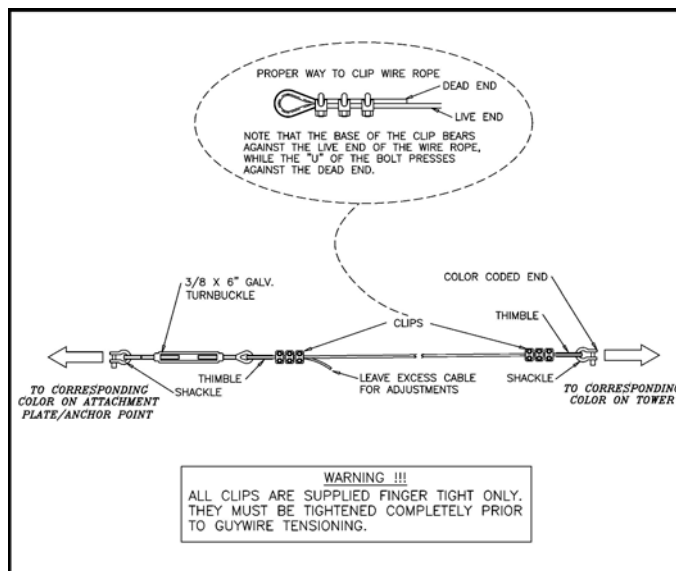 PROPER WAY TO CLIP WIRE ROPE
DEAD END
LIVE END
NOTE THAT THE BASE OF THE CLIP BEARS
AGAINST THE LIVE END OF THE WIRE ROPE,
WHILE THE "U" OF THE BOLT PRESSES
AGAINST THE DEAD END.
3/8 X 6" GALV.
TURNBUCKLE
COLOR CODED END
CLIPS
THIMBLE
SHACKLE
THIMBLE
LEAVE EXCESS CABLE
FOR ADJUSTMENTS
SHACKLE
TO CORRESPONDING
COLOR ON ATTACHMENT
PLATE/ANCHOR POINT
TO CORRESPONDING
COLOR ON TOWER
WARNING !!!
ALL CLIPS ARE SUPPLIED FINGER TIGHT ONLY.
THEY MUST BE TIGHTENED COMPLETELY PRIOR
TO GUYWIRE TENSIONING.